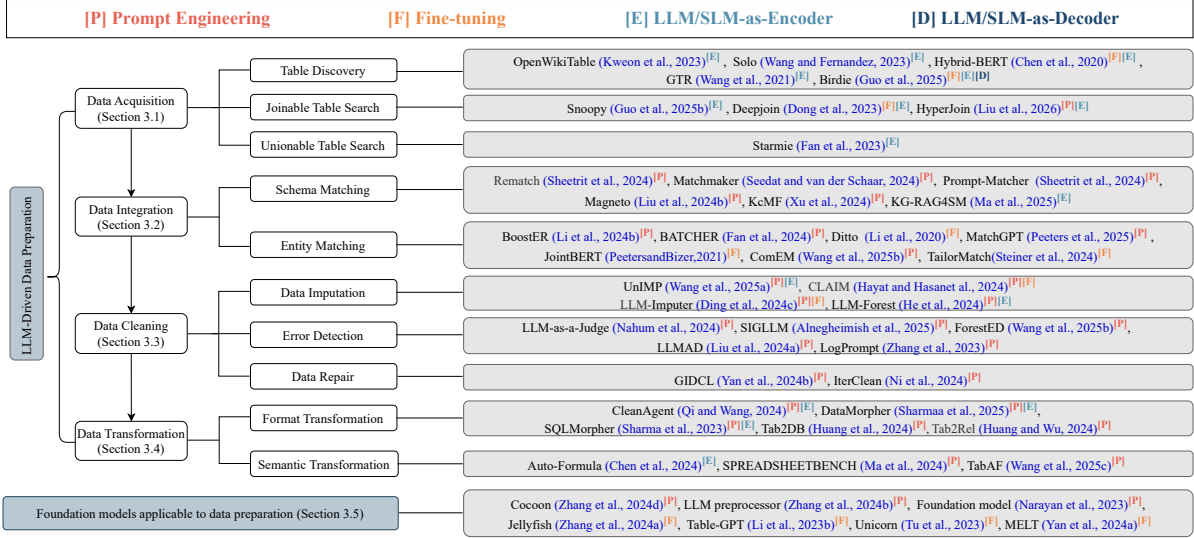 [P] Prompt Engineering [F] Fine-tuning [E] LLM/SLM-as-Encoder [D] LLM/SLM-as-Decoder
LLM-Driven Data Preparation
Data Acquisition
(Section 3.1)
Table Discovery
OpenWikiTable (Kweon et al., 2023)[E] , Solo (Wang and Fernandez, 2023)[E] , Hybrid-BERT (Chen et al., 2020)[F][E] ,
GTR (Wang et al., 2021)[E] , Birdie (Guo et al., 2025)[F][E][D]
Joinable Table Search
Snoopy (Guo et al., 2025b)[E] , Deepjoin (Dong et al., 2023)[F][E], HyperJoin (Liu et al., 2026)[P][E]
Unionable Table Search
Starmie (Fan et al., 2023)[E]
Data Integration
(Section 3.2)
Schema Matching
Rematch (Sheetrit et al., 2024)[P], Matchmaker (Seedat and van der Schaar, 2024)[P], Prompt-Matcher (Sheetrit et al., 2024)[P],
Magneto (Liu et al., 2024b)[P], KcMF (Xu et al., 2024)[P], KG-RAG4SM (Ma et al., 2025)[E]
Entity Matching
BoostER (Li et al., 2024b)[P], BATCHER (Fan et al., 2024)[P], Ditto (Li et al., 2020)[F], MatchGPT (Peeters et al., 2025)[P] ,
JointBERT (PeetersandBizer,2021)[F], ComEM (Wang et al., 2025b)[P], TailorMatch(Steiner et al., 2024)[F]
Data Cleaning
(Section 3.3)
Data Imputation
UnIMP (Wang et al., 2025a)[P][E], CLAIM (Hayat and Hasanet al., 2024)[P][F]
LLM-Imputer (Ding et al., 2024c)[P][F], LLM-Forest (He et al., 2024)[P][E]
Error Detection
LLM-as-a-Judge (Nahum et al., 2024)[P], SIGLLM (Alnegheimish et al., 2025)[P], ForestED (Wang et al., 2025b)[P],
LLMAD (Liu et al., 2024a)[P], LogPrompt (Zhang et al., 2023)[P]
Data Repair
GIDCL (Yan et al., 2024b)[P], IterClean (Ni et al., 2024)[P]
Data Transformation
(Section 3.4)
Format Transformation
CleanAgent (Qi and Wang, 2024)[P][E], DataMorpher (Sharmaa et al., 2025)[P][E],
SQLMorpher (Sharma et al., 2023)[P][E], Tab2DB (Huang et al., 2024)[P], Tab2Rel (Huang and Wu, 2024)[P]
Semantic Transformation
Auto-Formula (Chen et al., 2024)[E], SPREADSHEETBENCH (Ma et al., 2024)[P], TabAF (Wang et al., 2025c)[P]
Foundation models applicable to data preparation (Section 3.5)
Cocoon (Zhang et al., 2024d)[P], LLM preprocessor (Zhang et al., 2024b)[P], Foundation model (Narayan et al., 2023)[P],
Jellyfish (Zhang et al., 2024a)[F], Table-GPT (Li et al., 2023b)[F], Unicorn (Tu et al., 2023)[F], MELT (Yan et al., 2024a)[F]